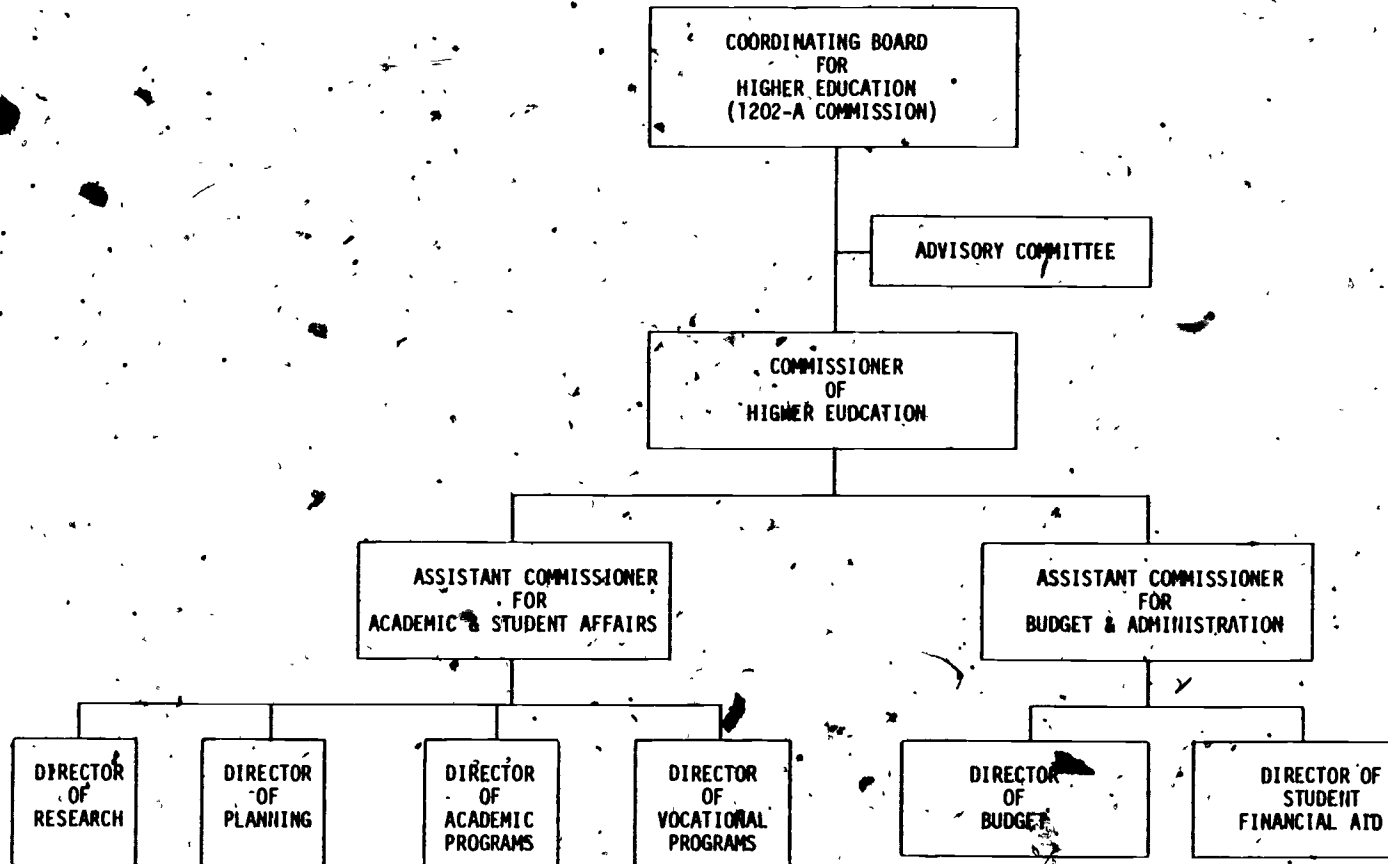 COORDINATING BOARD
FOR
HIGHER EDUCATION
(1202-A COMMISSION)
ADVISORY COMMITTEE
COMMISSIONER
OF
HIGHER EUDCATION
ASSISTANT COMMISSIONER
FOR
ACADEMIC & STUDENT AFFAIRS
ASSISTANT COMMISSIONER
FOR
BUDGET & ADMINISTRATION
DIRECTOR
OF
RESEARCH
DIRECTOR
OF
PLANNING
DIRECTOR
OF
ACADEMIC
PROGRAMS
DIRECTOR
OF
VOCATIONAL
PROGRAMS
DIRECTOR
OF
BUDGET
DIRECTOR OF
STUDENT
FINANCIAL AID